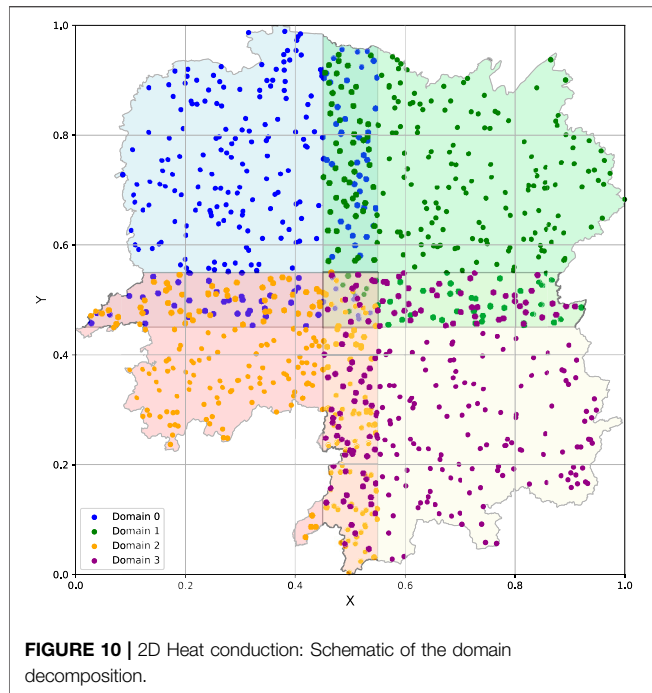 1.0
0.8
0.6
Y
0.4
0.2
0.0
Domain 0
Domain 1
Domain 2
Domain 3
0.0 0.2 0.4 0.6 0.8 1.0
X
FIGURE 10 | 2D Heat conduction: Schematic of the domain
decomposition.